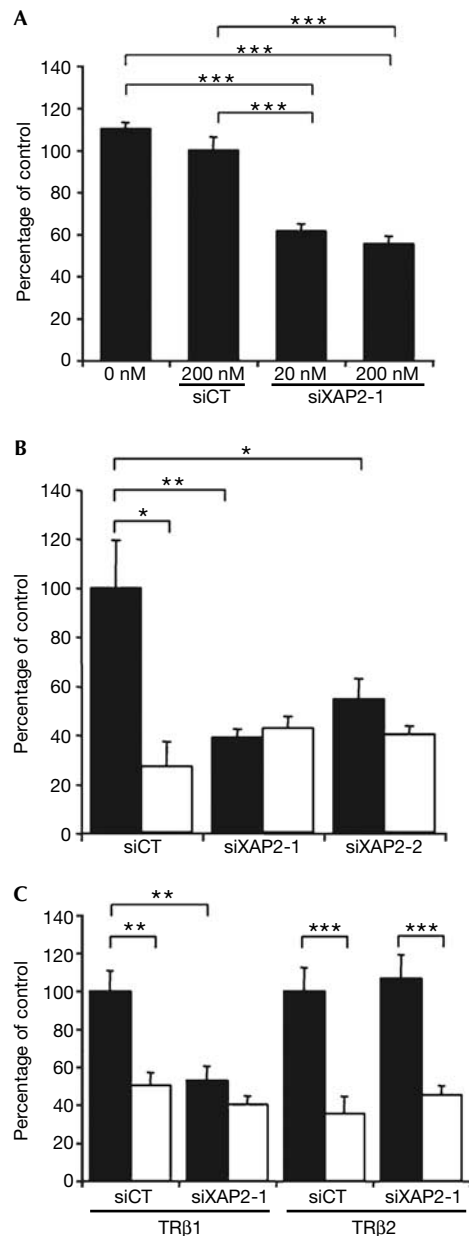 A
***
***
***
***
Percentage of control
140
120
100
80
60
40
20
0
0 nM 200 nM 20 nM 200 nM
siCT siXAP2-1
B
*
**
*
Percentage of control
140
120
100
80
60
40
20
0
siCT siXAP2-1 siXAP2-2
C
**
** *** ***
Percentage of control
140
120
100
80
60
40
20
0
siCT siXAP2-1 siCT siXAP2-1
TRβ1 TRβ2